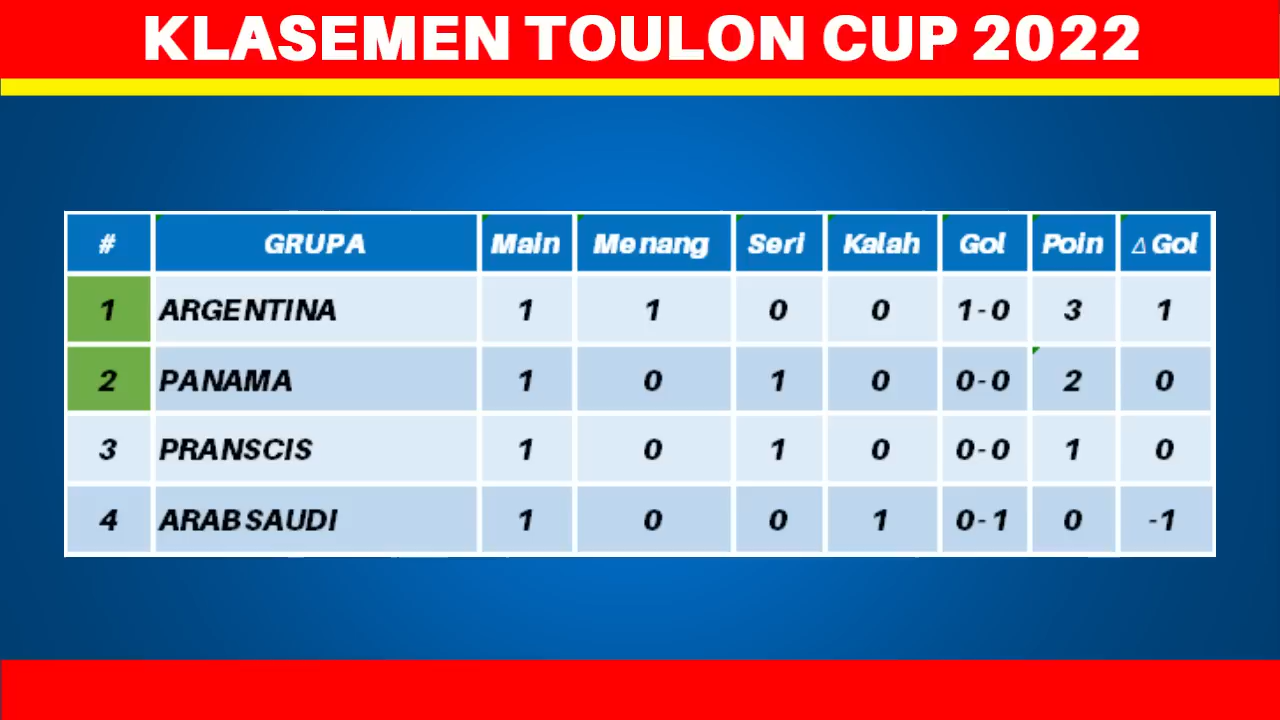 KLASEMEN TOULON CUP 2022
# GRUP A Main Menang Seri Kalah Gol Poin △ Gol
1 ARGENTINA 1 1 0 0 1-0 3 1
2 PANAMA 1 0 1 0 0-0 2 0
3 PRANSCIS 1 0 1 0 0-0 1 0
4 ARAB SAUDI 1 0 0 1 0-1 0 -1